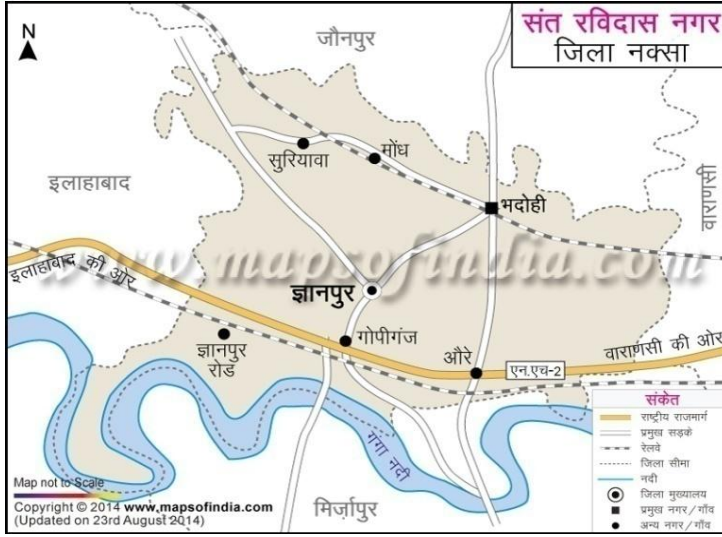 संत रविदास नगर
जिला नक्सा
N
जौनपुर
सुरियावा
मोंध
इलाहाबाद
वाराणसी
भदोही
www.mapsofindia.com
इलाहाबाद की ओर
ज्ञानपुर
गोपीगंज
ज्ञानपुर
रोड
औरे
एन.एच-2
वाराणसी की ओर
गंगा नदी
मिर्ज़ापुर
संकेत
राष्ट्रीय राजमार्ग
प्रमुख सड़के
रेलवे
जिला सीमा
नदी
जिला मुख्यालय
प्रमुख नगर/गाँव
अन्य नगर/गाँव
Map not to Scale
Copyright © 2014 www.mapsofindia.com
(Updated on 23rd August 2014)